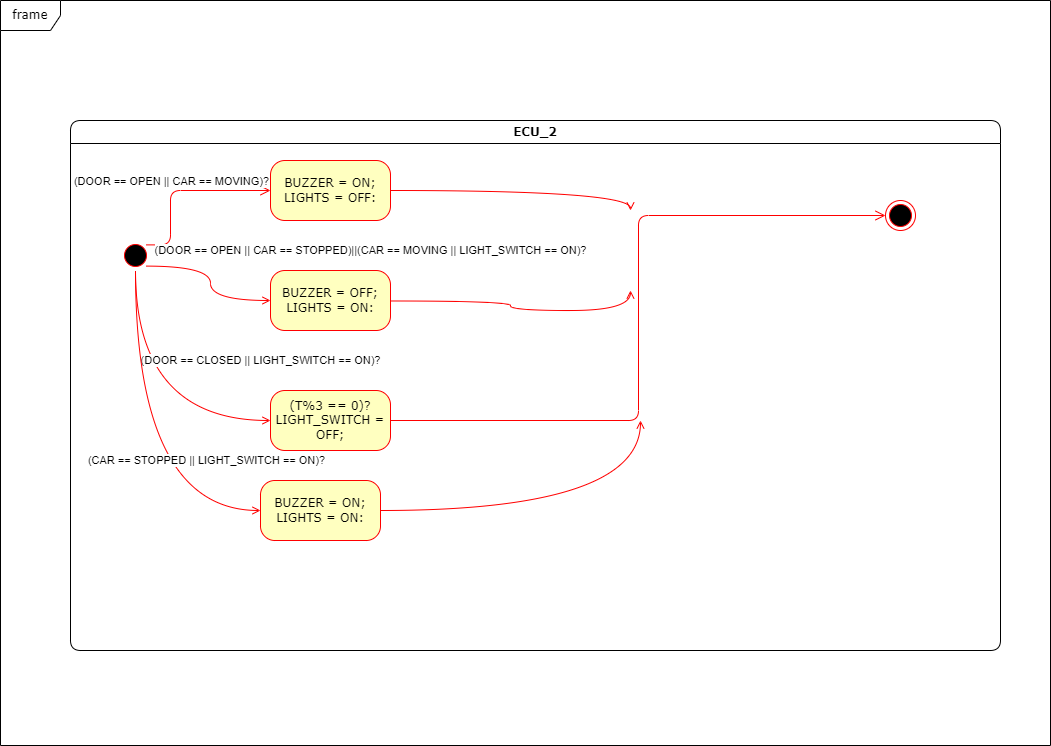 frame
ECU_2
(DOOR == OPEN || CAR == MOVING)?
BUZZER = ON;
LIGHTS = OFF:
(DOOR == OPEN || CAR == STOPPED)||(CAR == MOVING || LIGHT_SWITCH == ON)?
BUZZER = OFF;
LIGHTS = ON:
(DOOR == CLOSED || LIGHT_SWITCH == ON)?
(T%3 == 0)?
LIGHT_SWITCH =
OFF;
(CAR == STOPPED || LIGHT_SWITCH == ON)?
BUZZER = ON;
LIGHTS = ON: